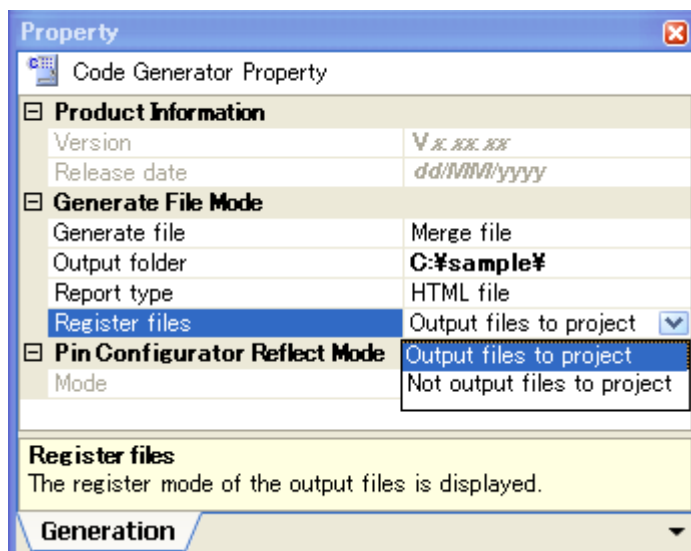 Property
Code Generator Property
Product Information
Version V x.xx.xx
Release date dd/MM/yyyy
Generate File Mode
Generate file Merge file
Output folder C:¥sample¥
Report type HTML file
Register files Output files to project
Pin Configurator Reflect Mode Output files to project
Mode Not output files to project
Register files
The register mode of the output files is displayed.
Generation